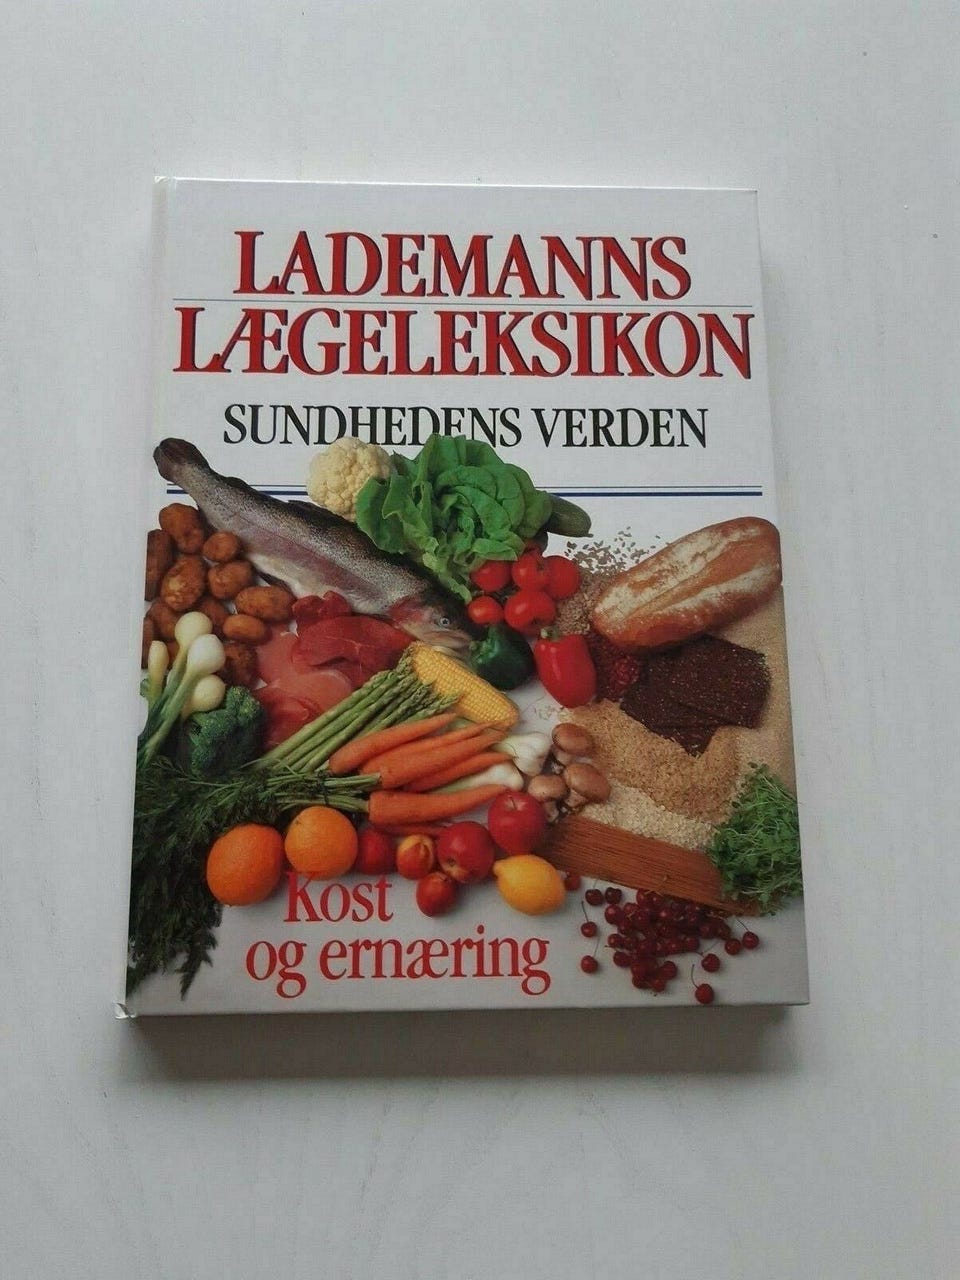 LADEMANNS
LÆGELEKSIKON
SUNDHEDENS VERDEN
Kost
og ernæring